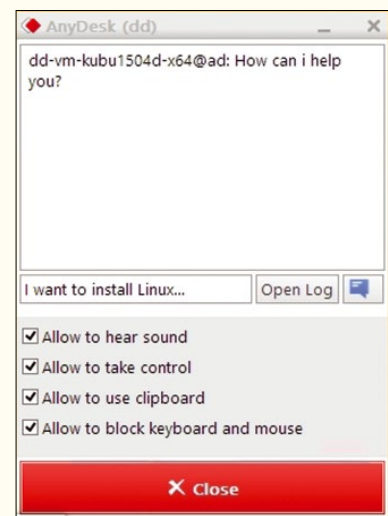 AnyDesk (dd)
dd-vm-kubu1504d-x64@ad: How can i help
you?
I want to install Linux...
Open Log
Allow to hear sound
Allow to take control
Allow to use clipboard
Allow to block keyboard and mouse
Close